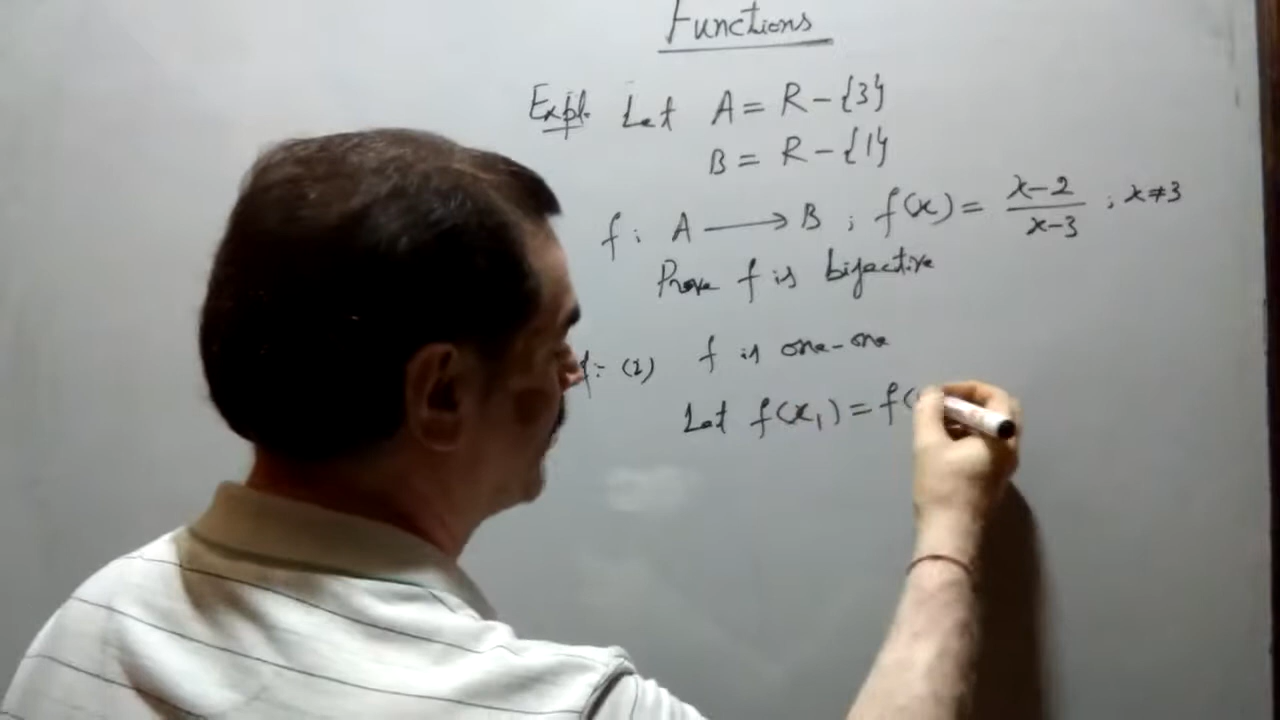 Functions
Expl. Let A = R - {3}
B = R - {1}
f: A ⟶ B ; f(x) = x-2 / x-3 ; x≠3
Prove f is bijective
f:- (1) f is one-one
Let f(x₁) = f(